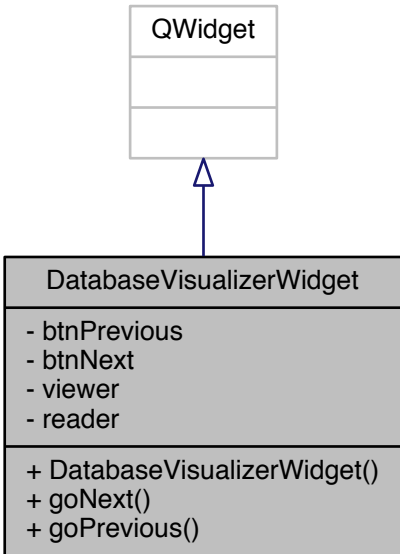 QWidget
DatabaseVisualizerWidget
- btnPrevious
- btnNext
- viewer
- reader
+ DatabaseVisualizerWidget()
+ goNext()
+ goPrevious()